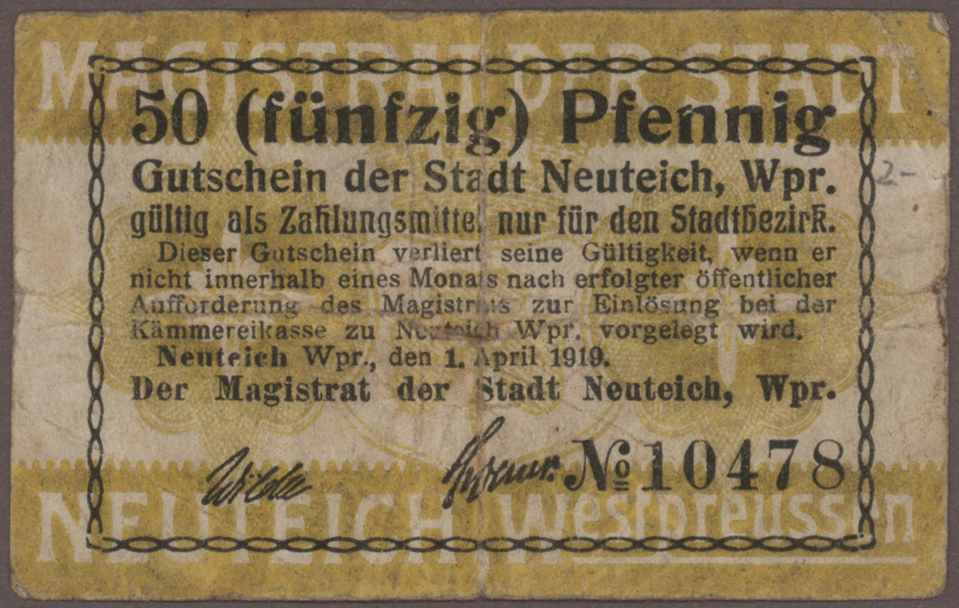 MAGISTRAT DER STADT
50 (fünfzig) Pfennig
Gutschein der Stadt Neuteich, Wpr.
gültig als Zahlungsmittel nur für den Stadtbezirk.
Dieser Gutschein verliert seine Gültigkeit, wenn er
nicht innerhalb eines Monats nach erfolgter öffentlicher
Aufforderung des Magistrats zur Einlösung bei der
Kämmereikasse zu Neuteich Wpr. vorgelegt wird.
Neuteich Wpr., den 1. April 1919.
Der Magistrat der Stadt Neuteich, Wpr.
2-
Wilda
№ 10478
NEUTEICH Westpreussen